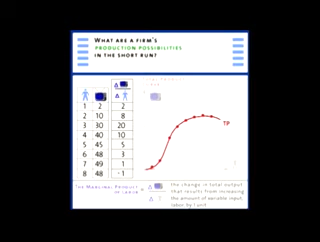 WHAT ARE A FIRM'S
PRODUCTION POSSIBILITIES
IN THE SHORT RUN?
Δ
Δ
1 2 2
2 10 8
3 30 20
4 40 10
5 45 5
6 48 3
7 49 1
8 48 -1
TP
THE MARGINAL PRODUCT
OF LABOR
= Δ
Δ
the change in total output
that results from increasing
the amount of variable input,
labor by 1 unit